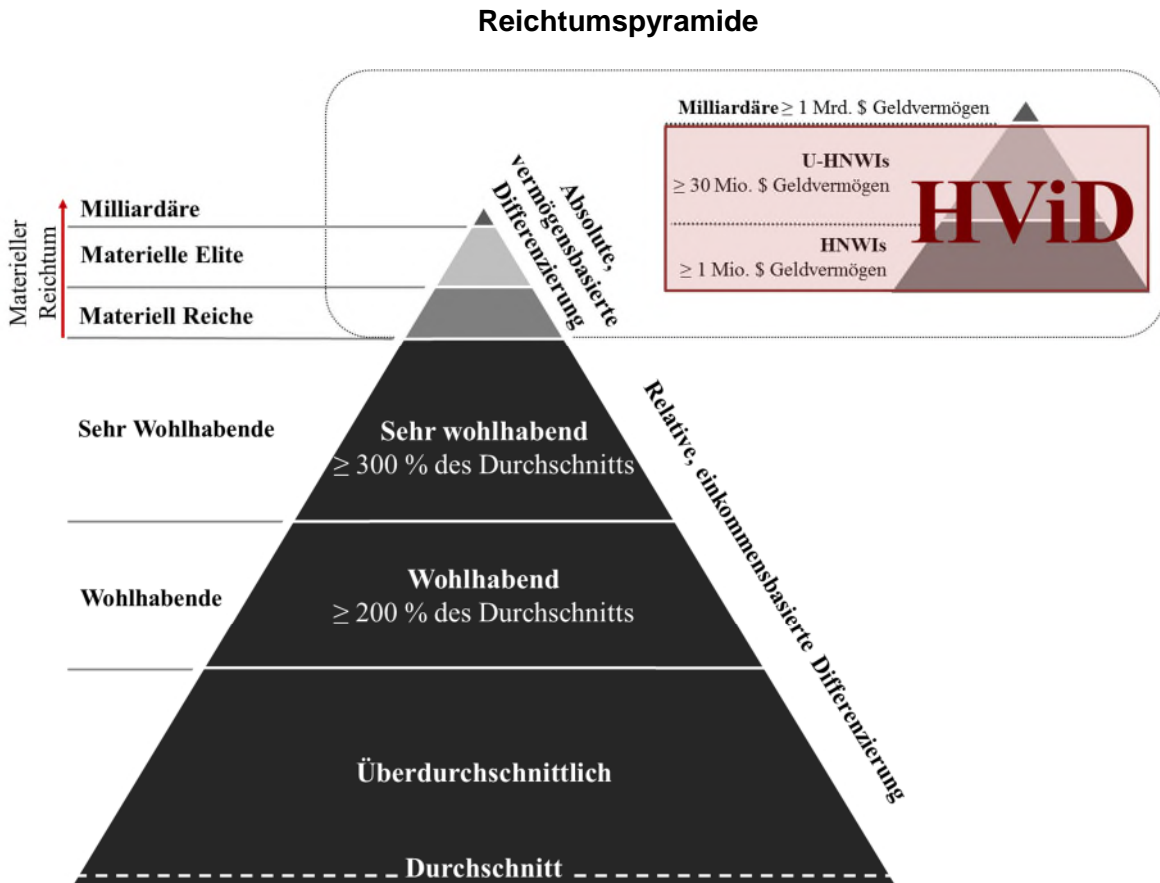 Reichtumspyramide
Milliardäre ≥ 1 Mrd. $ Geldvermögen
U-HNWIs
≥ 30 Mio. $ Geldvermögen
HNWIs
≥ 1 Mio. $ Geldvermögen
HViD
Absolute,
vermögensbasierte
Differenzierung
Materieller
Reichtum
Milliardäre
Materielle Elite
Materiell Reiche
Sehr Wohlhabende
Sehr wohlhabend
≥ 300 % des Durchschnitts
Relative, einkommensbasierte Differenzierung
Wohlhabende
Wohlhabend
≥ 200 % des Durchschnitts
Überdurchschnittlich
Durchschnitt